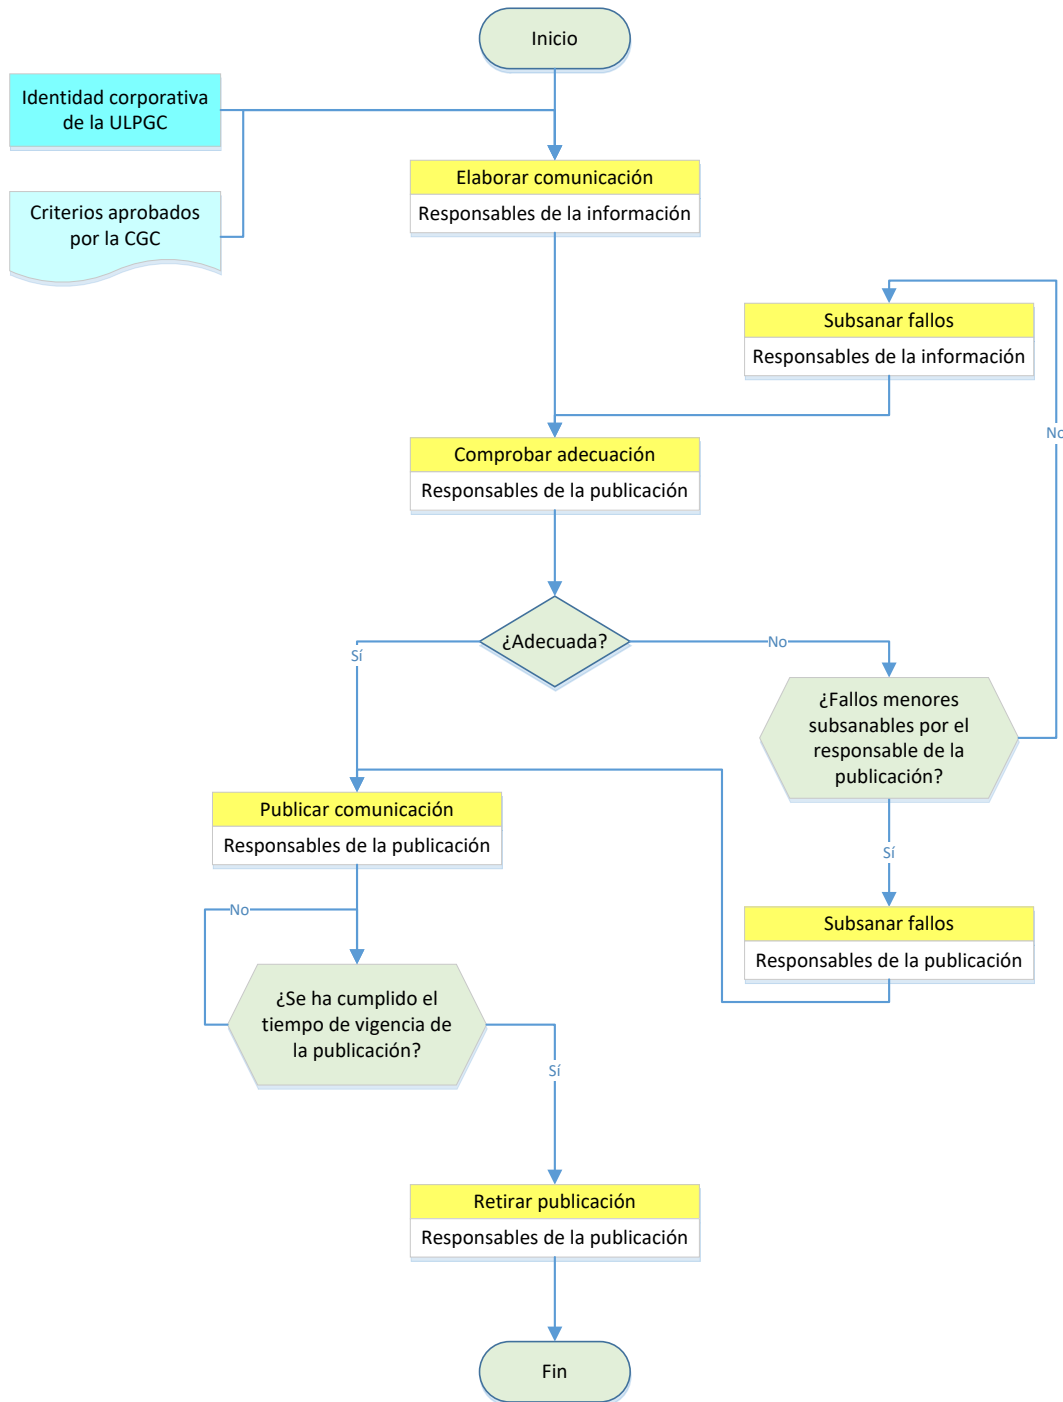 Inicio
Identidad corporativa
de la ULPGC
Elaborar comunicación
Responsables de la información
Criterios aprobados
por la CGC
Subsanar fallos
Responsables de la información
No
Comprobar adecuación
Responsables de la publicación
¿Adecuada?
No
Sí
¿Fallos menores
subsanables por el
responsable de la
publicación?
Publicar comunicación
Responsables de la publicación
Sí
No
Subsanar fallos
Responsables de la publicación
¿Se ha cumplido el
tiempo de vigencia de
la publicación?
Sí
Retirar publicación
Responsables de la publicación
Fin